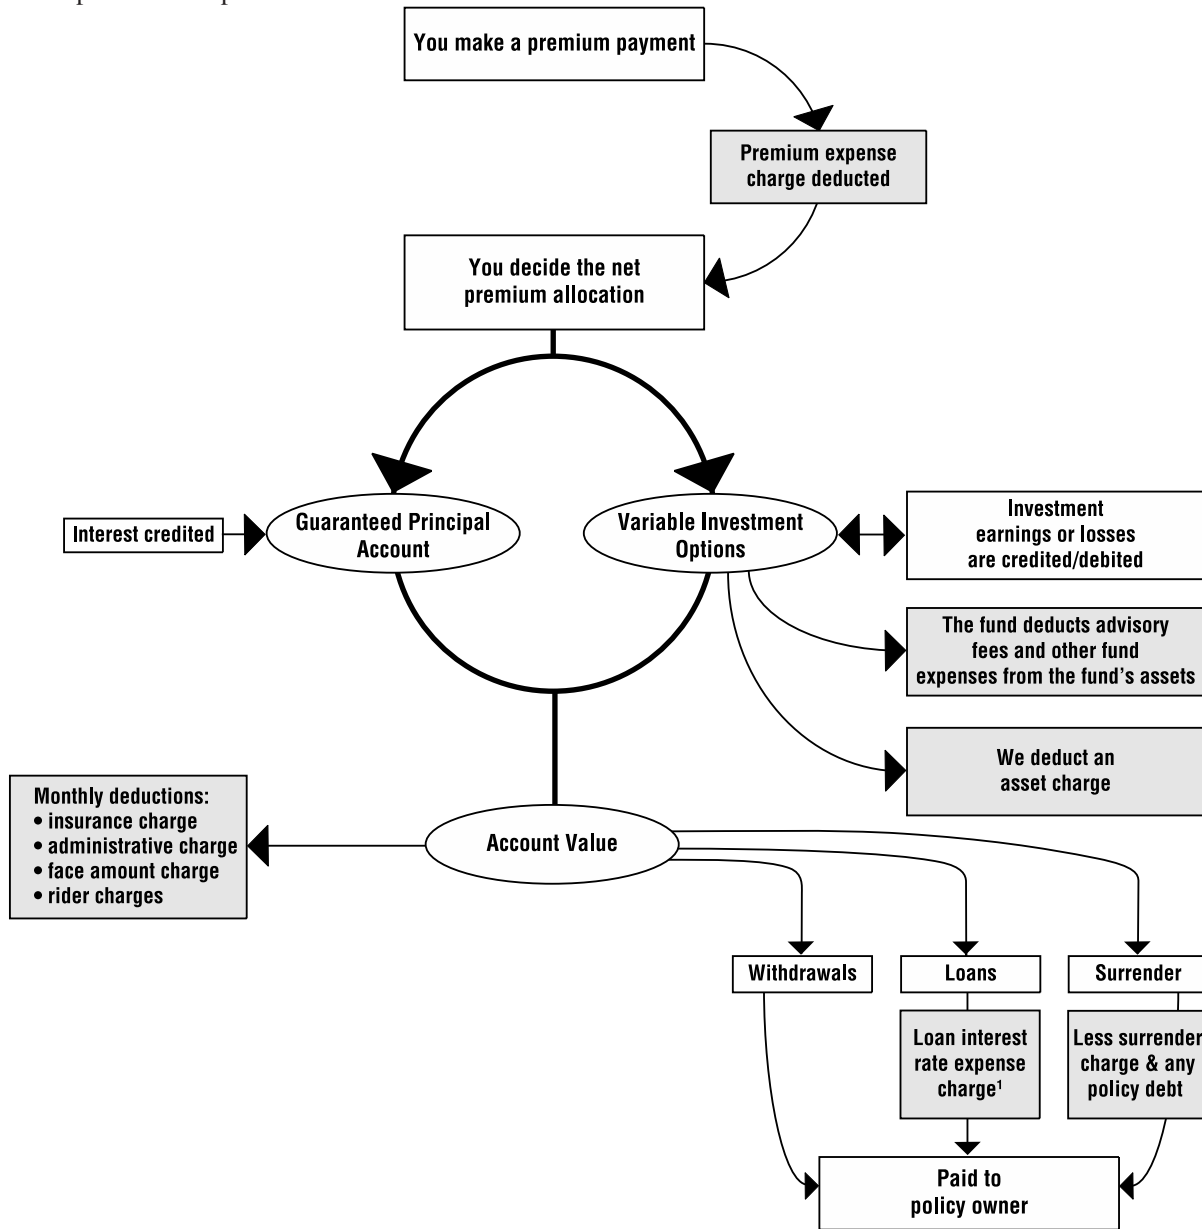 You make a premium payment
Premium expense
charge deducted
You decide the net
premium allocation
Interest credited
Guaranteed Principal
Account
Variable Investment
Options
Investment
earnings or losses
are credited/debited
The fund deducts advisory
fees and other fund
expenses from the fund’s assets
We deduct an
asset charge
Monthly deductions:
• insurance charge
• administrative charge
• face amount charge
• rider charges
Account Value
Withdrawals
Loans
Surrender
Loan interest
rate expense
charge¹
Less surrender
charge & any
policy debt
Paid to
policy owner